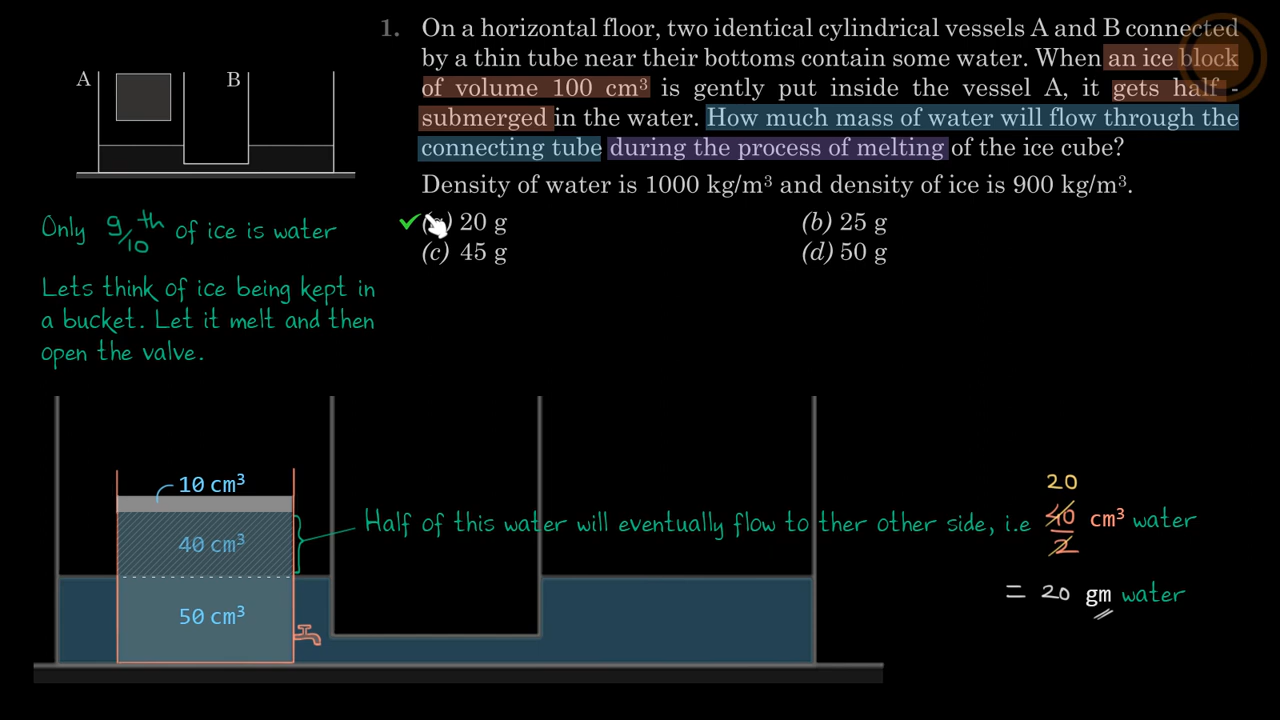 1. On a horizontal floor, two identical cylindrical vessels A and B connected
by a thin tube near their bottoms contain some water. When an ice block
of volume 100 cm³ is gently put inside the vessel A, it gets half -
submerged in the water. How much mass of water will flow through the
connecting tube during the process of melting of the ice cube?
Density of water is 1000 kg/m³ and density of ice is 900 kg/m³.
A B
✓ 20 g (b) 25 g
(c) 45 g (d) 50 g
Only 9/10 th of ice is water
Lets think of ice being kept in
a bucket. Let it melt and then
open the valve.
10 cm³
40 cm³
50 cm³
Half of this water will eventually flow to ther other side, i.e 40/2 cm³ water
20
= 20 gm water